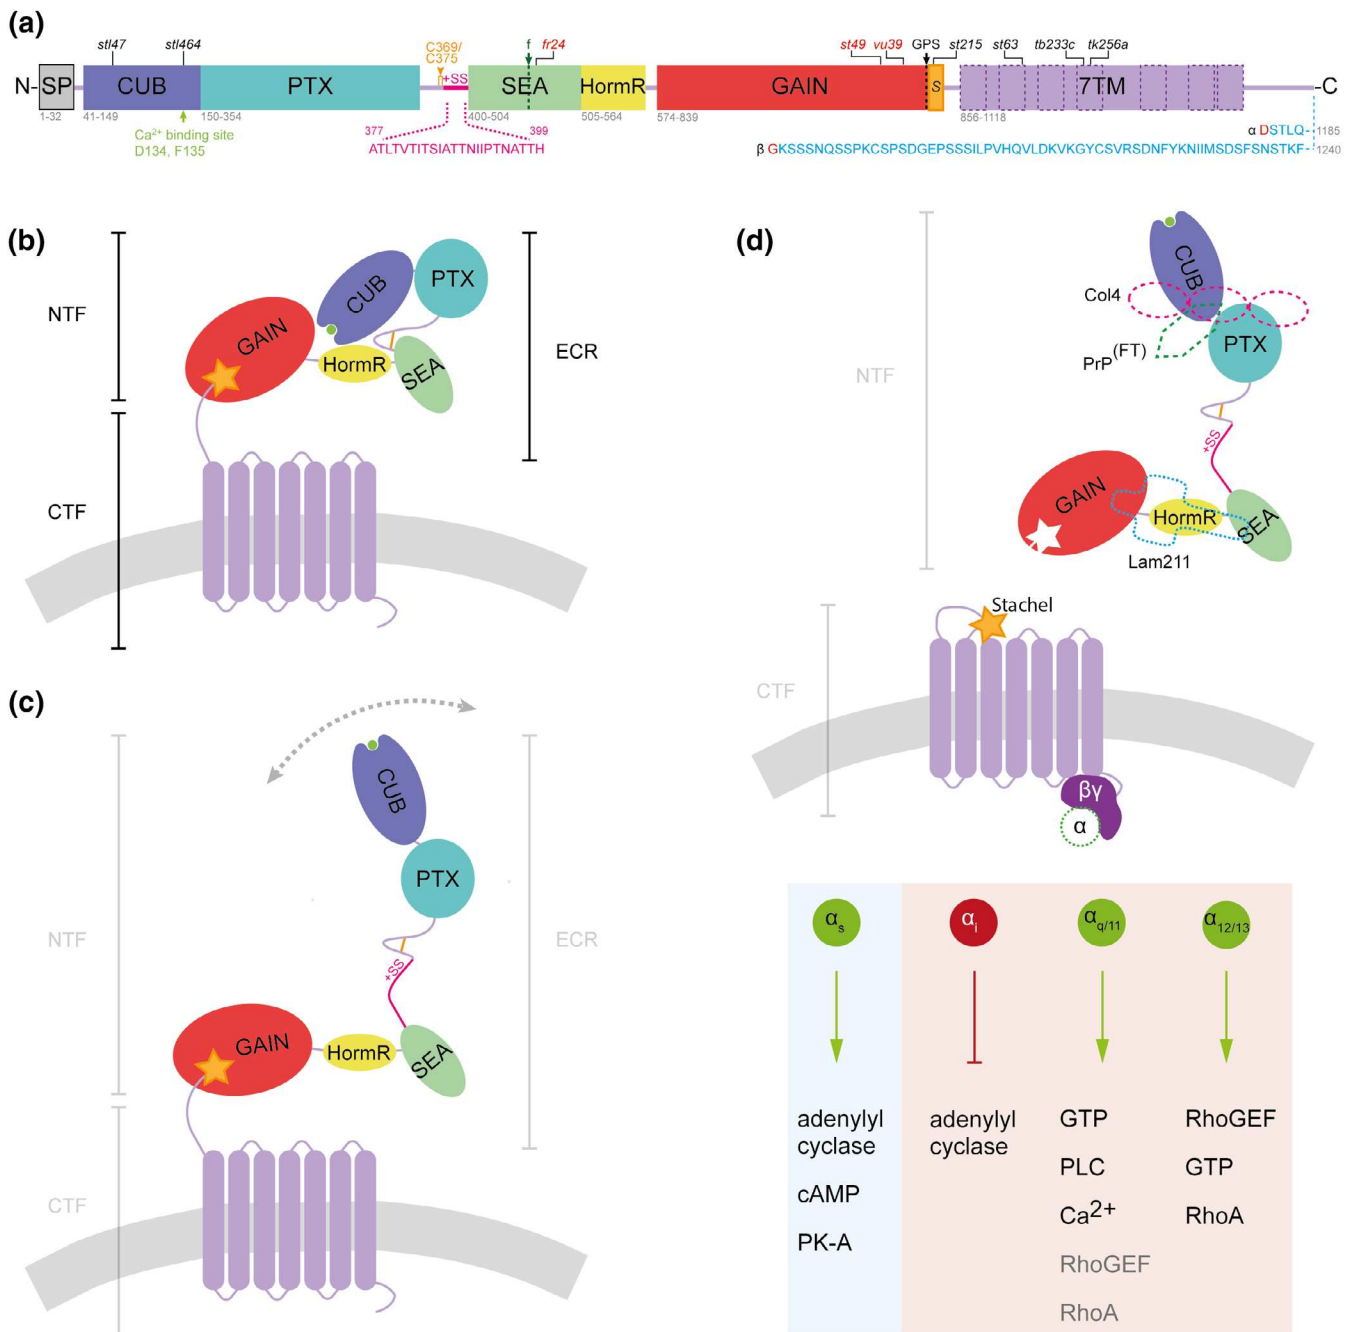 (a)
stl47 stl464 C369/ f fr24 st49 vu39 GPS st215 st63 tb233c tk256a
C375
N- SP CUB PTX +SS SEA HormR GAIN S 7TM -C
1-32 41-149 150-354 400-504 505-564 574-839 856-1118
Ca2+ binding site
D134, F135
377 399
ATLTVTITSIATTNIIPTNATTH
α DSTLQ- 1185
β GKSSSNQSSPKCSPSDGEPSSSILPVHQVLDKVKGYCSVRSDNFYKNIIMSDSFSNSTKF- 1240
(b)
NTF
CTF
ECR
GAIN
CUB
PTX
HormR
SEA
(c)
NTF
CTF
ECR
CUB
PTX
+SS
GAIN
HormR
SEA
(d)
NTF
CTF
CUB
Col4
PTX
PrP(FT)
+SS
GAIN
HormR
SEA
Lam211
Stachel
βγ
α
αs αi αq/11 α12/13
adenylyl
cyclase
cAMP
PK-A
adenylyl
cyclase
GTP
PLC
Ca2+
RhoGEF
RhoA
RhoGEF
GTP
RhoA